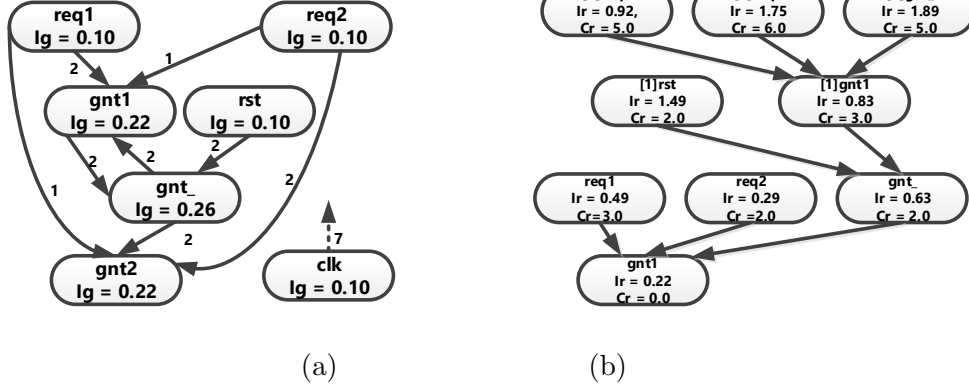 req1
Ig = 0.10
req2
Ig = 0.10
2
1
gnt1
Ig = 0.22
rst
Ig = 0.10
2
2
2
gnt_
Ig = 0.26
1
2
2
gnt2
Ig = 0.22
7
clk
Ig = 0.10
(a)
Ir = 0.92,
Cr = 5.0
Ir = 1.75
Cr = 6.0
Ir = 1.89
Cr = 5.0
[1]rst
Ir = 1.49
Cr = 2.0
[1]gnt1
Ir = 0.83
Cr = 3.0
req1
Ir = 0.49
Cr=3.0
req2
Ir = 0.29
Cr =2.0
gnt_
Ir = 0.63
Cr = 2.0
gnt1
Ir = 0.22
Cr = 0.0
(b)